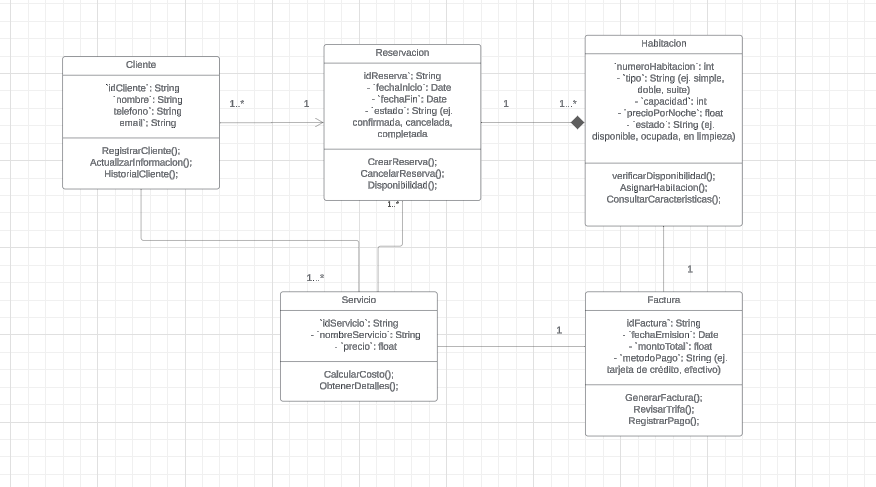 Cliente
`idCliente`: String
`nombre`: String
telefono`: String
email`: String
RegistrarCliente();
ActualizarInformacion();
HistorialCliente();
1..*
1
Reservacion
idReserva`: String
- `fechaInicio`: Date
- `fechaFin`: Date
- `estado`: String (ej.
confirmada, cancelada,
completada
CrearReserva();
CancelarReserva();
Disponibilidad();
1..*
1
1...*
Habitacion
`numeroHabitacion`: int
- `tipo`: String (ej. simple,
doble, suite)
- `capacidad`: int
- `precioPorNoche`: float
- `estado`: String (ej.
disponible, ocupada, en limpieza)
verificarDisponibilidad();
AsignarHabitacion();
ConsultarCaracteristicas();
1
1...*
Servicio
`idServicio`: String
- `nombreServicio`: String
- `precio`: float
CalcularCosto();
ObtenerDetalles();
1
Factura
idFactura`: String
- `fechaEmision`: Date
- `montoTotal`: float
- `metodoPago`: String (ej.
tarjeta de crédito, efectivo)
GenerarFactura();
RevisarTrifa();
RegistrarPago();